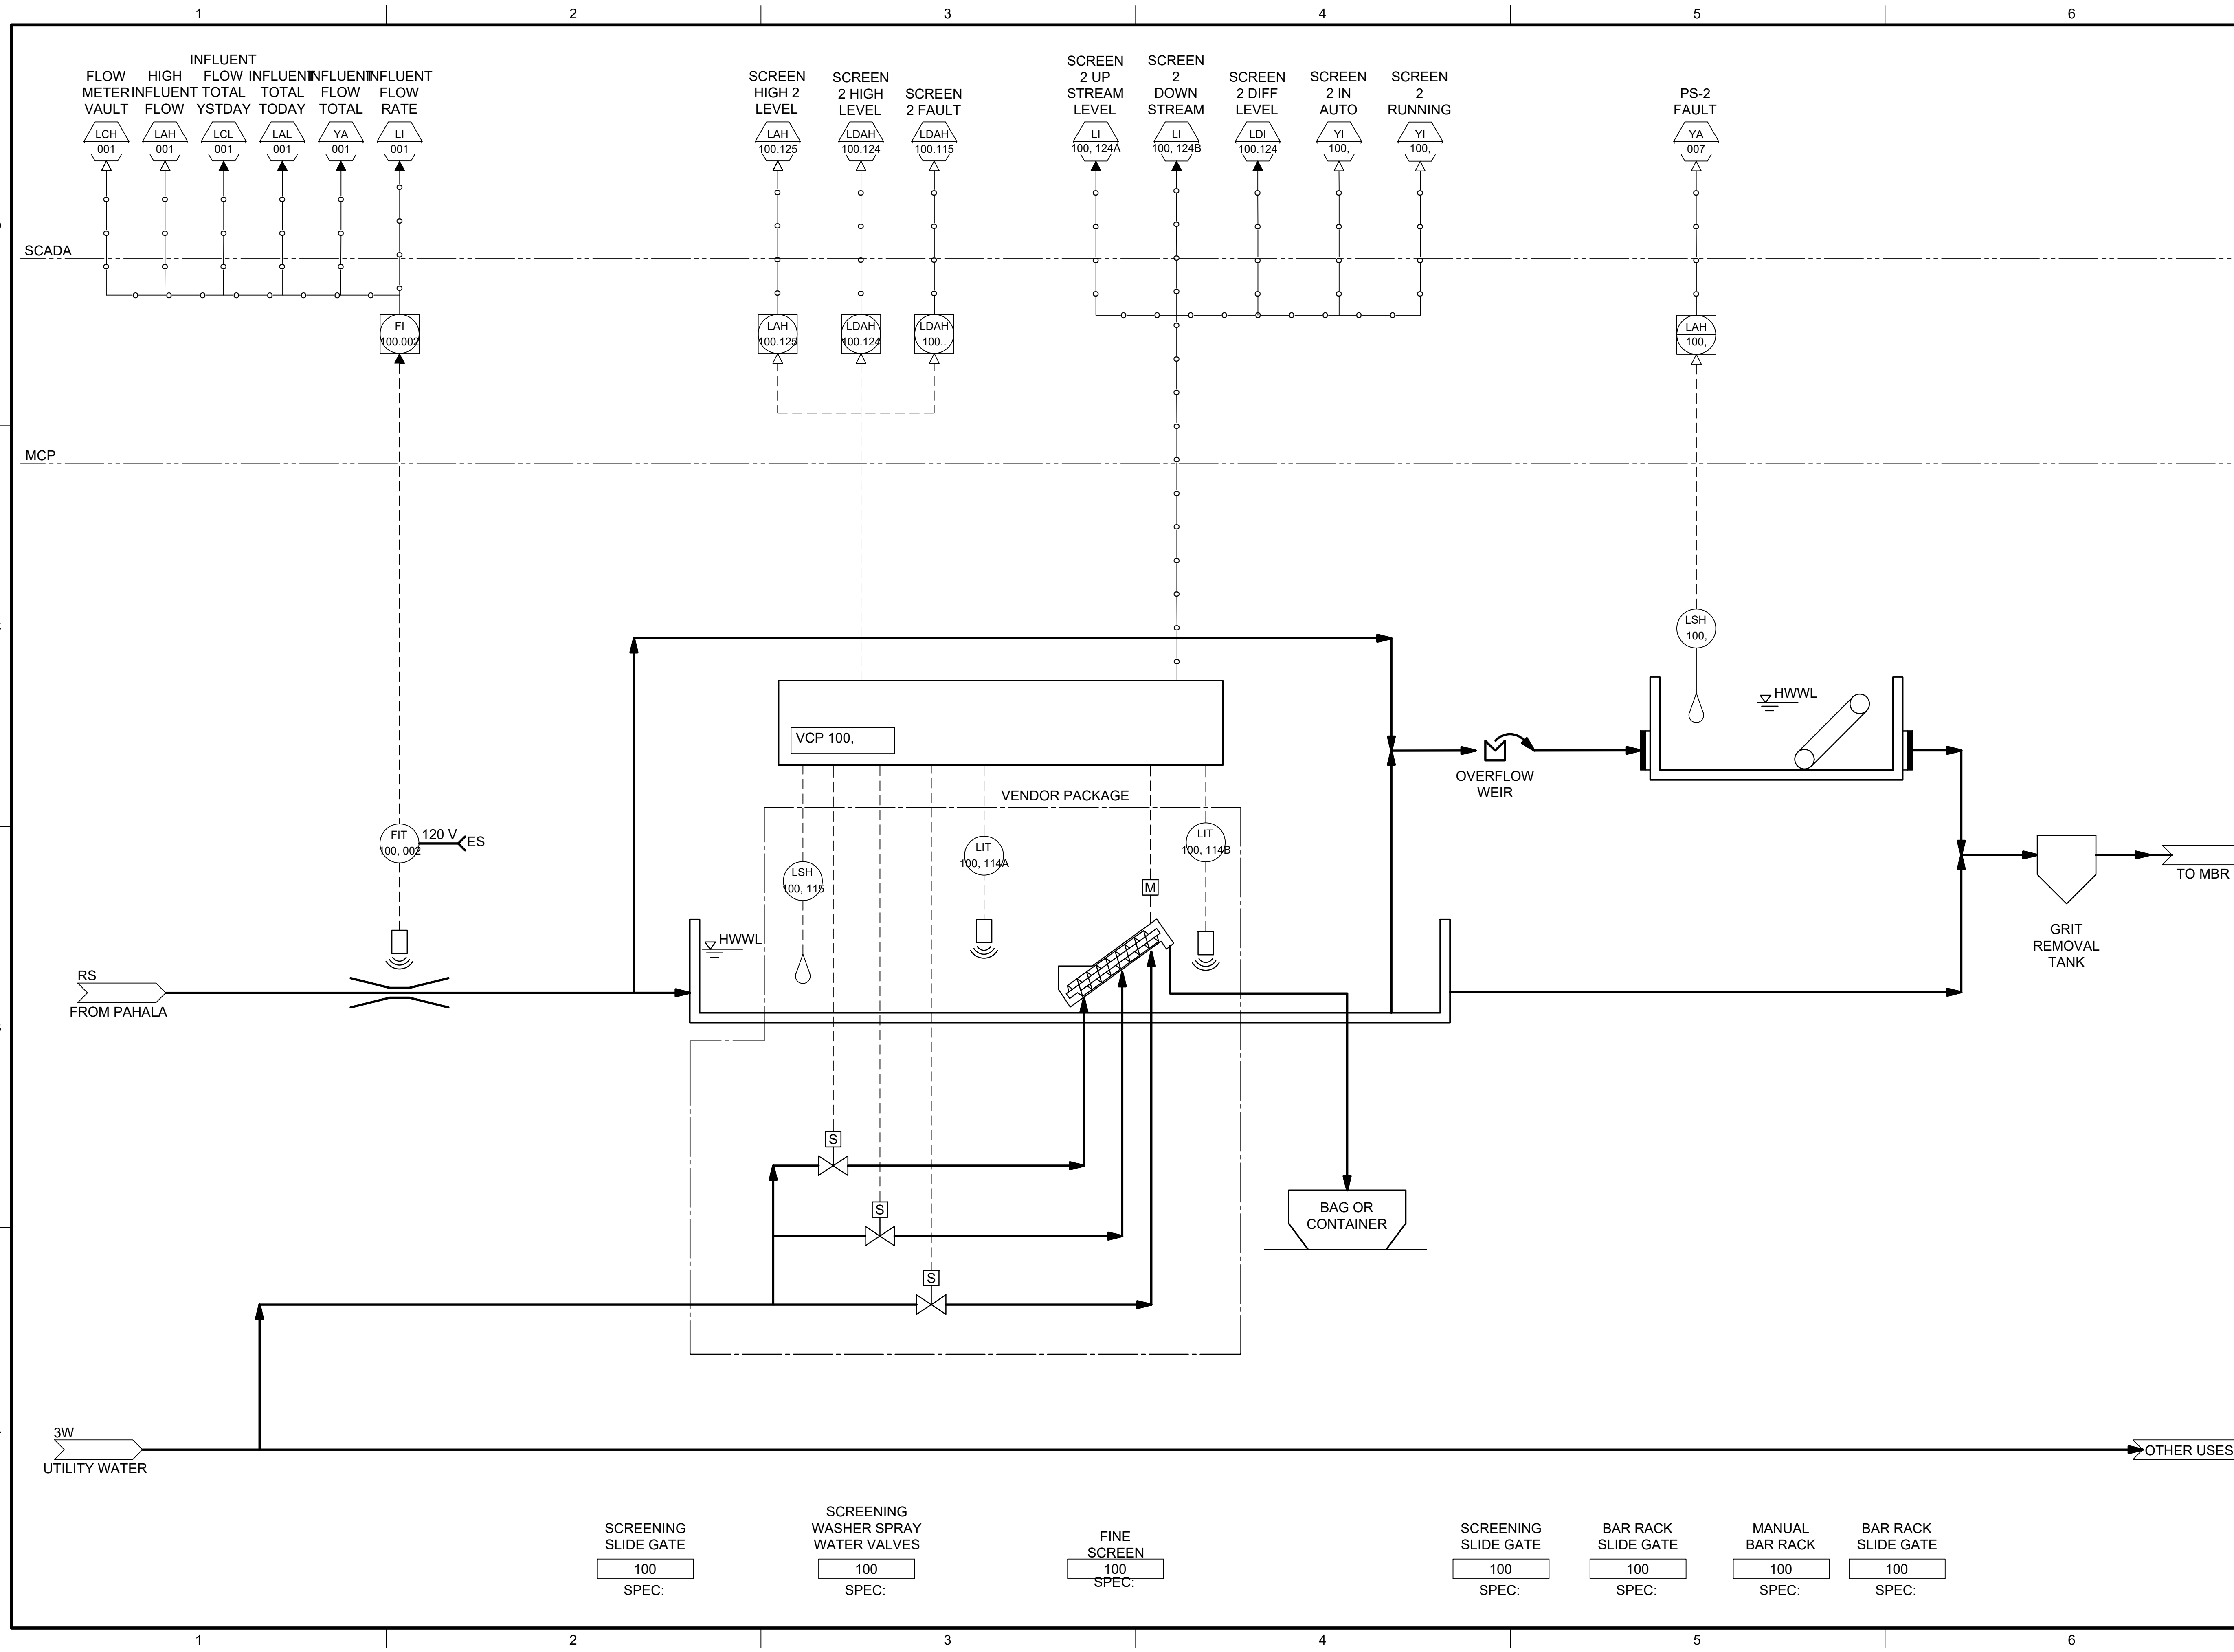 1 2 3 4 5 6
FLOW
METER
VAULT
LCH
001
HIGH
INFLUENT
FLOW
LAH
001
INFLUENT
FLOW
TOTAL
YSTDAY
LCL
001
INFLUENT
TOTAL
TODAY
LAL
001
INFLUENT
FLOW
TOTAL
YA
001
INFLUENT
FLOW
RATE
LI
001
SCREEN
HIGH 2
LEVEL
LAH
100.125
SCREEN
2 HIGH
LEVEL
LDAH
100.124
SCREEN
2 FAULT
LDAH
100.115
SCREEN
2 UP
STREAM
LEVEL
LI
100, 124A
SCREEN
2
DOWN
STREAM
LI
100, 124B
SCREEN
2 DIFF
LEVEL
LDI
100.124
SCREEN
2 IN
AUTO
YI
100,
SCREEN
2
RUNNING
YI
100,
PS-2
FAULT
YA
007
SCADA
FI
100.002
LAH
100.125
LDAH
100.124
LDAH
100..
LAH
100,
MCP
LSH
100,
HWWL
VCP 100,
OVERFLOW
WEIR
VENDOR PACKAGE
FIT
100, 002
120 V
ES
LSH
100, 115
LIT
100, 114A
LIT
100, 114B
M
HWWL
TO MBR
GRIT
REMOVAL
TANK
RS
FROM PAHALA
S
S
S
BAG OR
CONTAINER
3W
UTILITY WATER
OTHER USES
SCREENING
SLIDE GATE
100
SPEC:
SCREENING
WASHER SPRAY
WATER VALVES
100
SPEC:
FINE
SCREEN
100
SPEC:
SCREENING
SLIDE GATE
100
SPEC:
BAR RACK
SLIDE GATE
100
SPEC:
MANUAL
BAR RACK
100
SPEC:
BAR RACK
SLIDE GATE
100
SPEC:
1 2 3 4 5 6